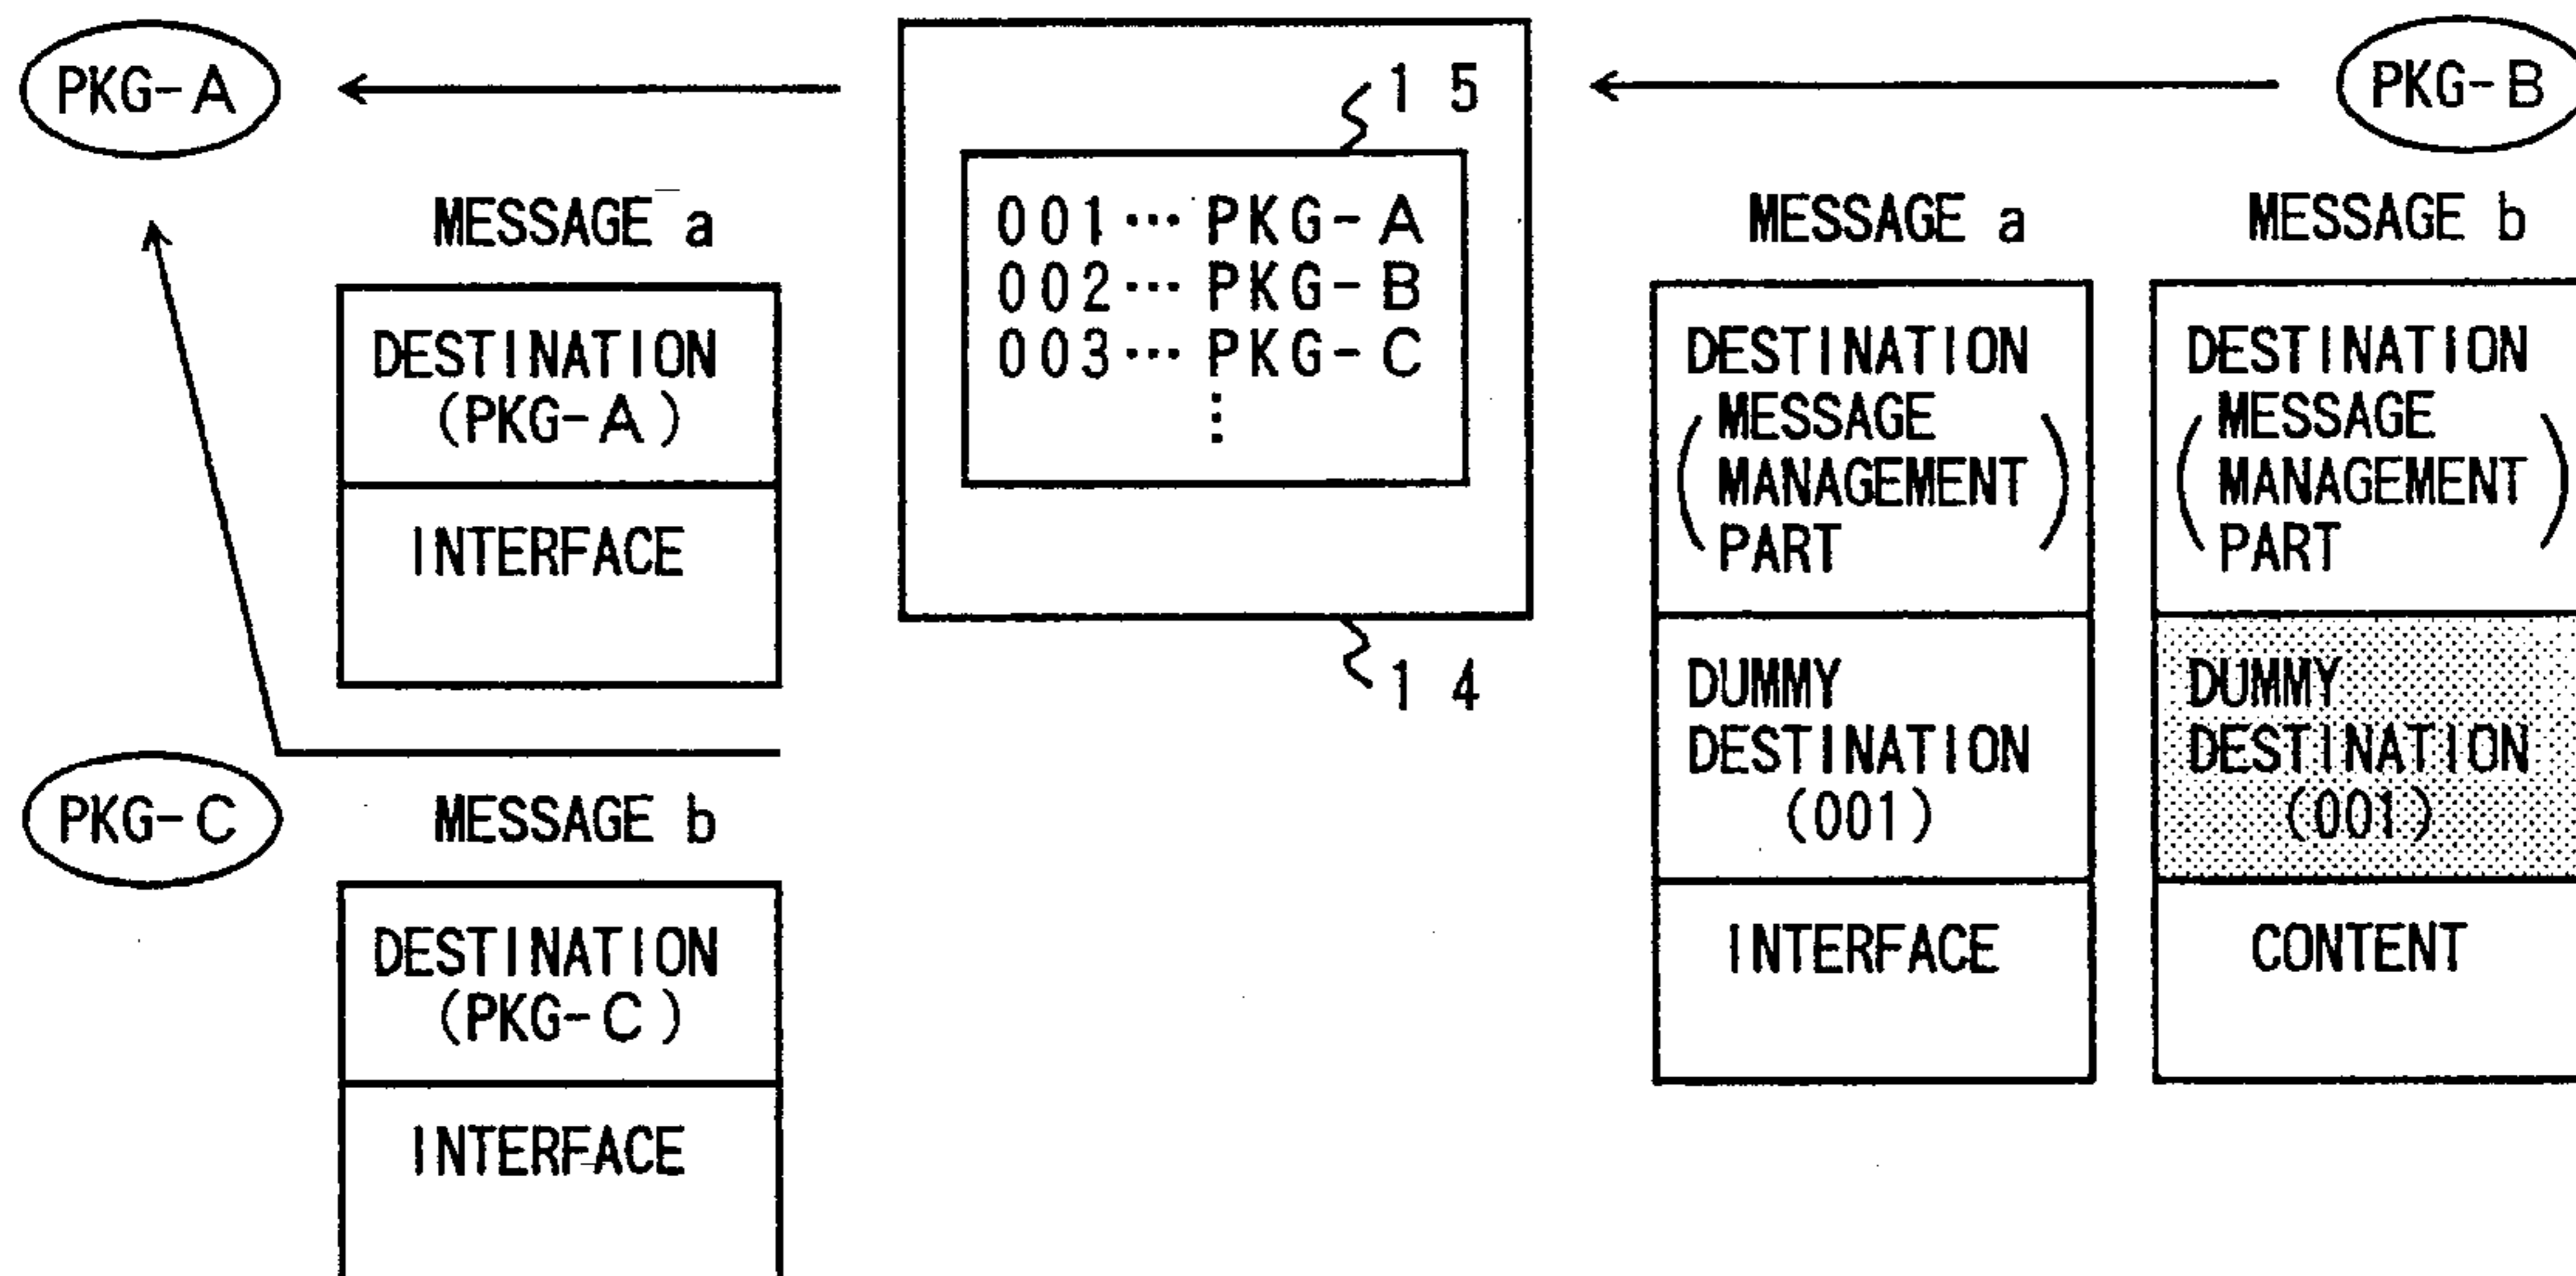 PKG-A
15
PKG-B
001… PKG-A
002… PKG-B
003… PKG-C
⋮
14
MESSAGE a
DESTINATION
(PKG-A)
INTERFACE
PKG-C
MESSAGE b
DESTINATION
(PKG-C)
INTERFACE
MESSAGE a
DESTINATION
(MESSAGE
MANAGEMENT
PART)
DUMMY
DESTINATION
(001)
INTERFACE
MESSAGE b
DESTINATION
(MESSAGE
MANAGEMENT
PART)
DUMMY
DESTINATION
(001)
CONTENT